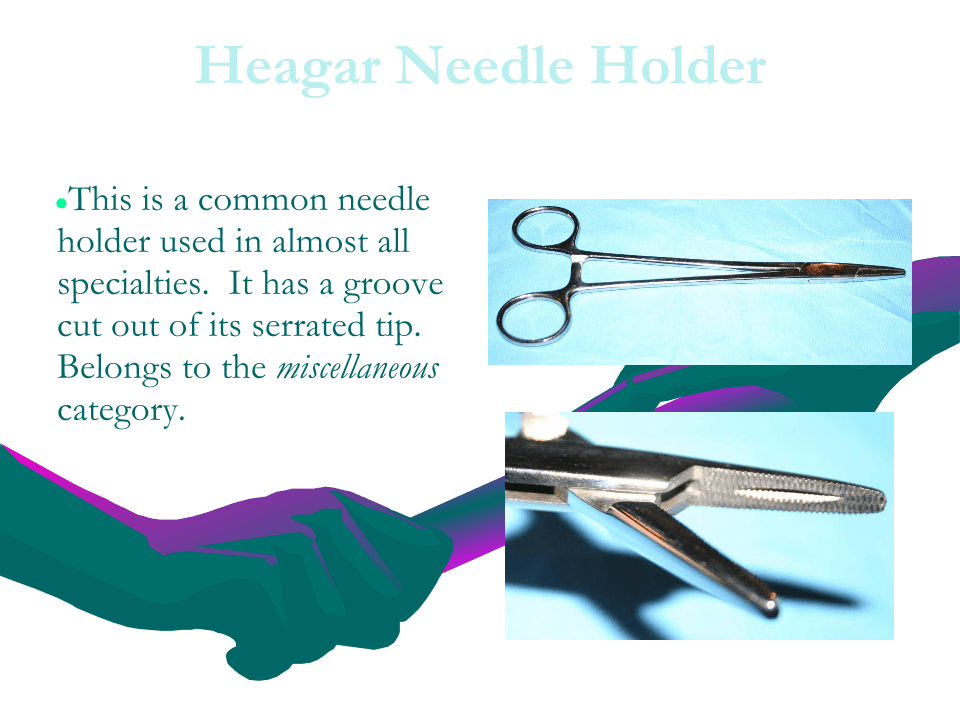 Heagar Needle Holder
●This is a common needle
holder used in almost all
specialties.  It has a groove
cut out of its serrated tip.
Belongs to the miscellaneous
category.